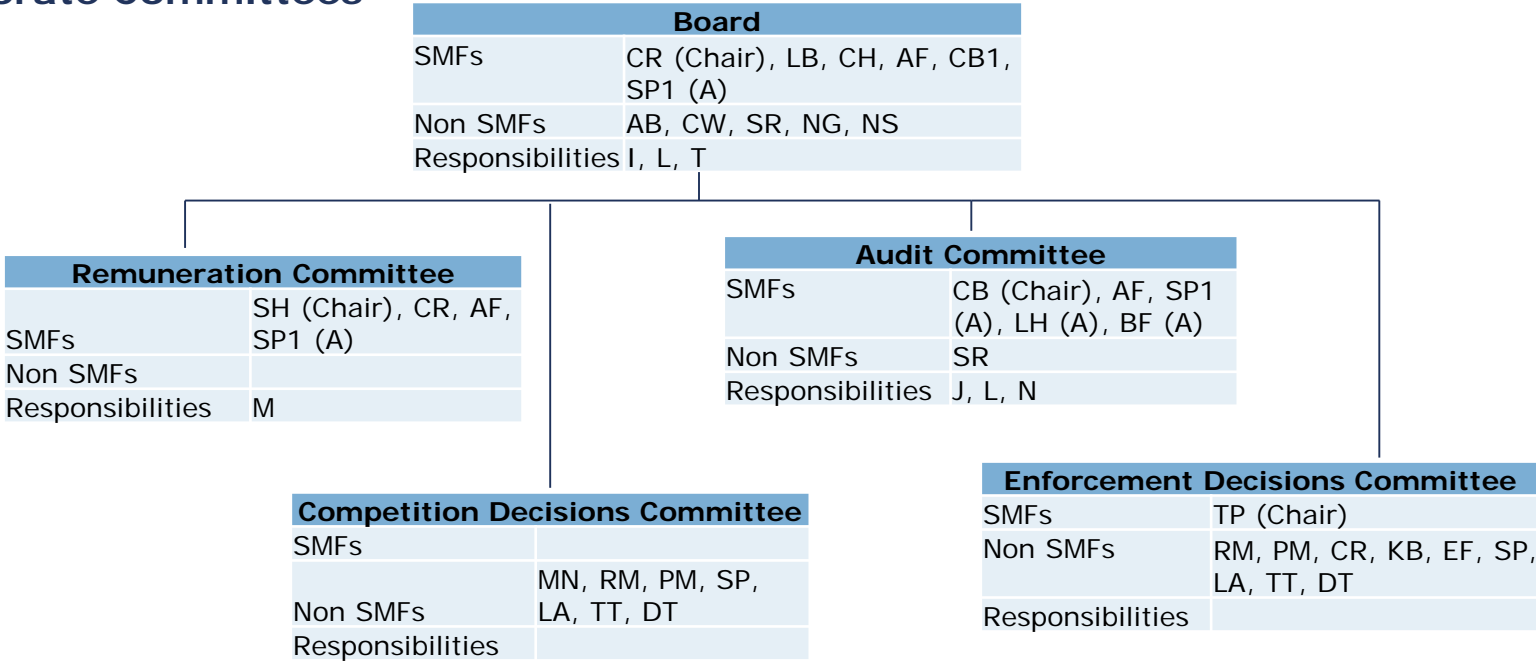 Board
SMFs CR (Chair), LB, CH, AF, CB1,
SP1 (A)
Non SMFs AB, CW, SR, NG, NS
Responsibilities I, L, T
Remuneration Committee
SH (Chair), CR, AF,
SMFs SP1 (A)
Non SMFs
Responsibilities M
Audit Committee
SMFs CB (Chair), AF, SP1
(A), LH (A), BF (A)
Non SMFs SR
Responsibilities J, L, N
Competition Decisions Committee
SMFs
MN, RM, PM, SP,
Non SMFs LA, TT, DT
Responsibilities
Enforcement Decisions Committee
SMFs TP (Chair)
Non SMFs RM, PM, CR, KB, EF, SP,
LA, TT, DT
Responsibilities